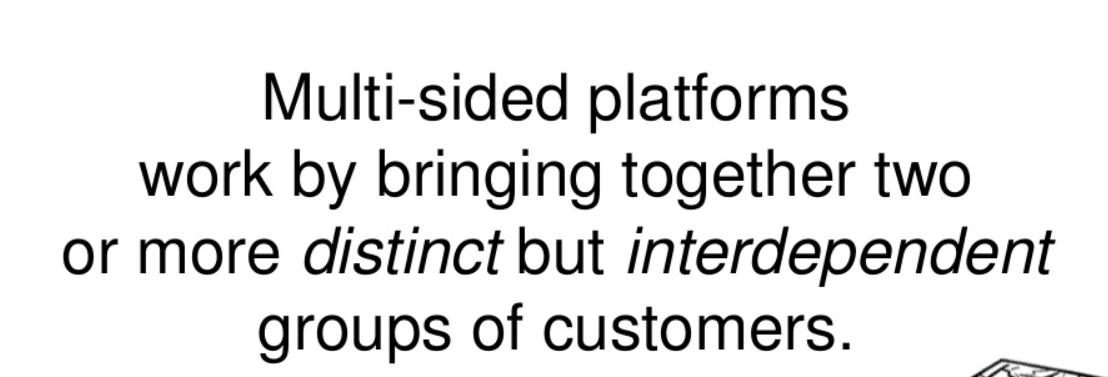 Multi-sided platforms
work by bringing together two
or more distinct but interdependent
groups of customers.